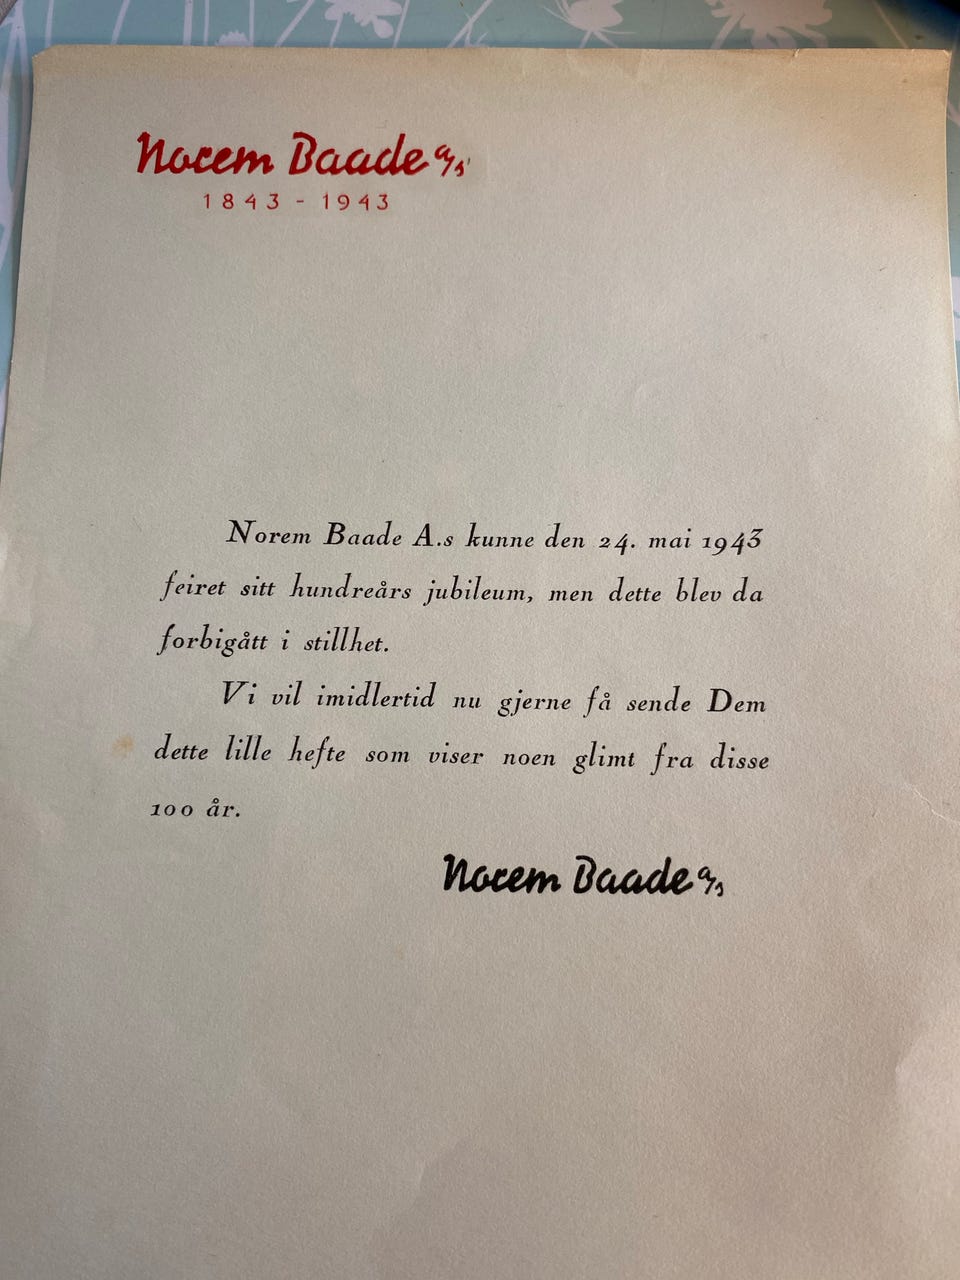 Norem Baade a/s
1843 - 1943
Norem Baade A.s kunne den 24. mai 1943
feiret sitt hundreårs jubileum, men dette blev da
forbigått i stillhet.
Vi vil imidlertid nu gjerne få sende Dem
dette lille hefte som viser noen glimt fra disse
100 år.
Norem Baade a/s